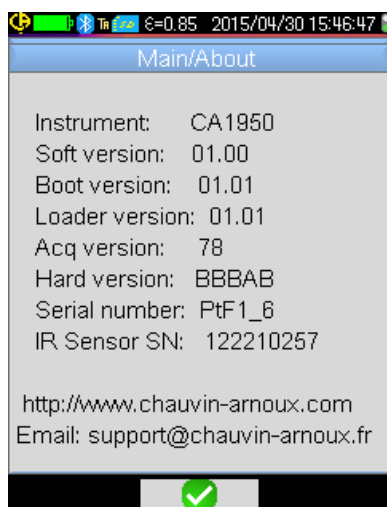 TA ε=0.85 2015/04/30 15:46:47
Main/About
Instrument: CA1950
Soft version: 01.00
Boot version: 01.01
Loader version: 01.01
Acq version: 78
Hard version: BBBAB
Serial number: PtF1_6
IR Sensor SN: 122210257
http://www.chauvin-arnoux.com
Email: support@chauvin-arnoux.fr